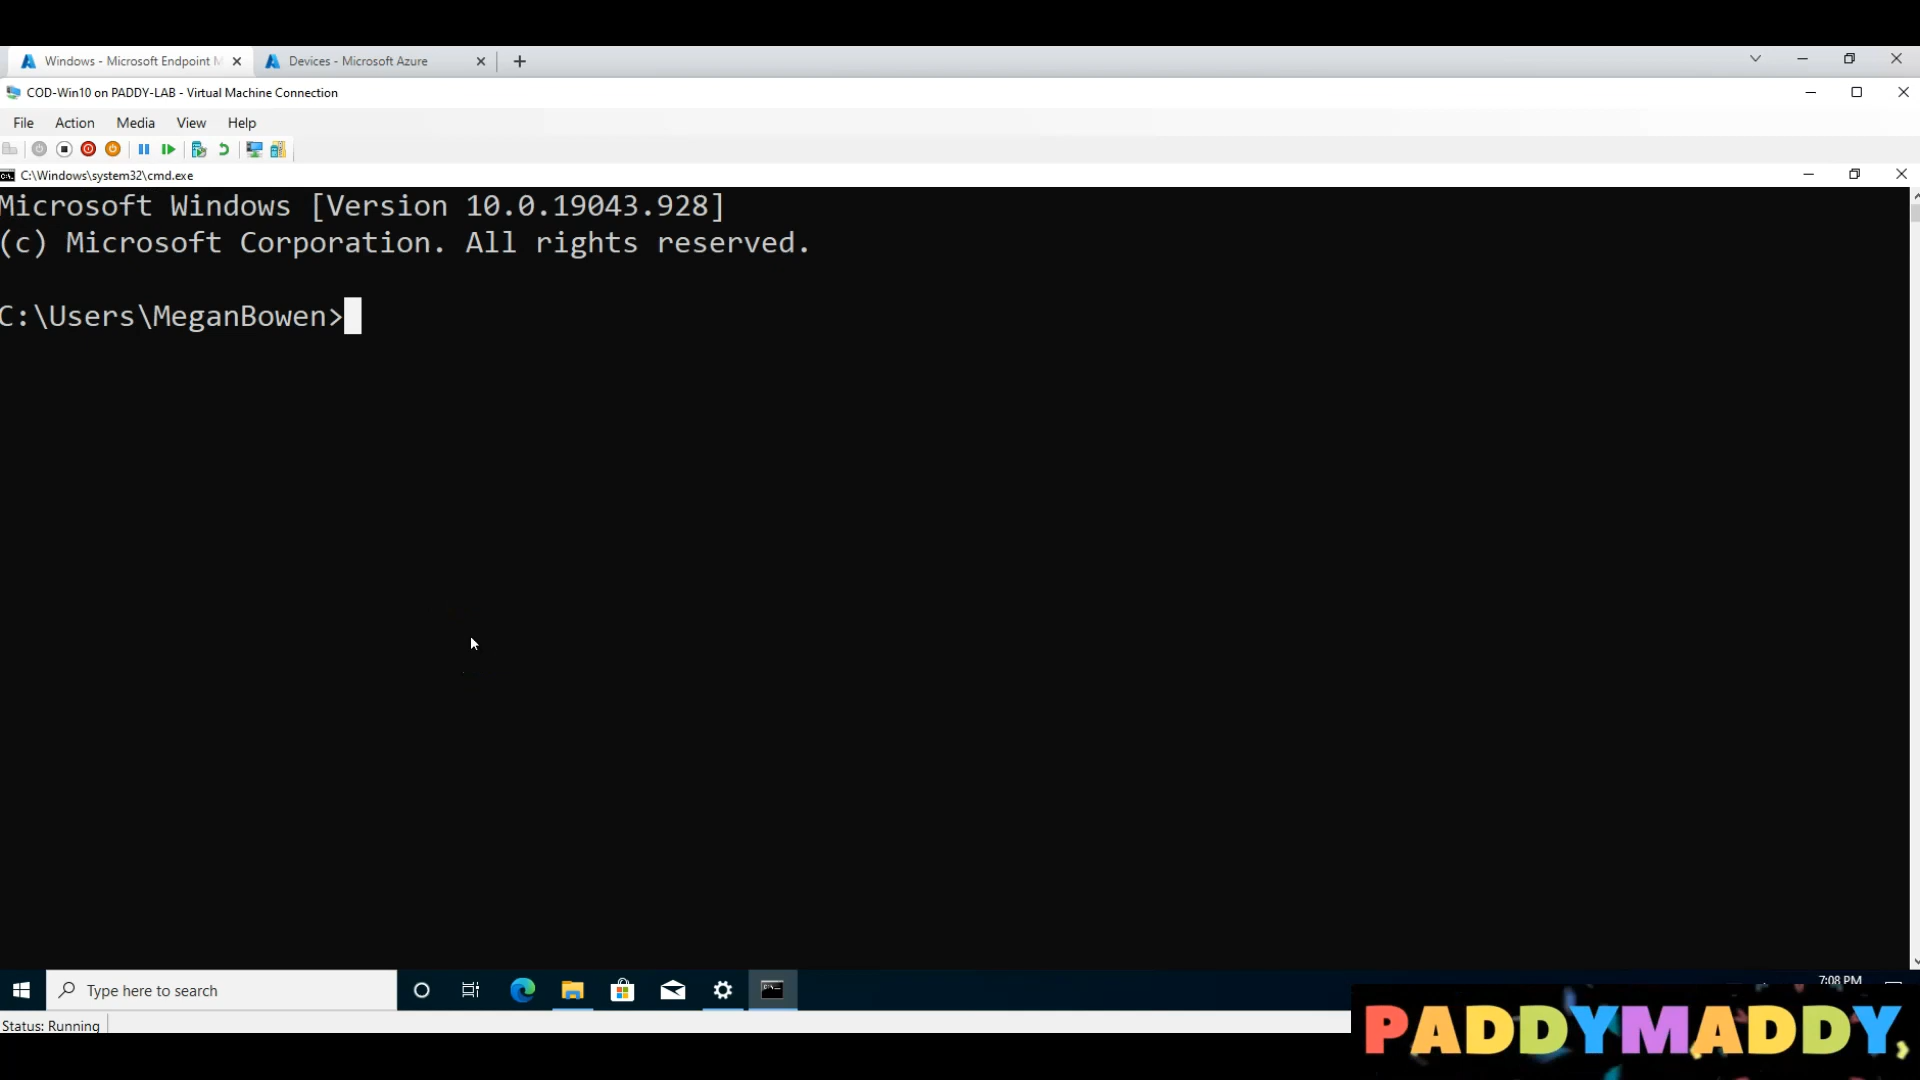 Windows - Microsoft Endpoint M
Devices - Microsoft Azure
COD-Win10 on PADDY-LAB - Virtual Machine Connection
File Action Media View Help
C:\Windows\system32\cmd.exe
Microsoft Windows [Version 10.0.19043.928]
(c) Microsoft Corporation. All rights reserved.
C:\Users\MeganBowen>
Type here to search
7:08 PM
Status: Running
PADDYMADDY